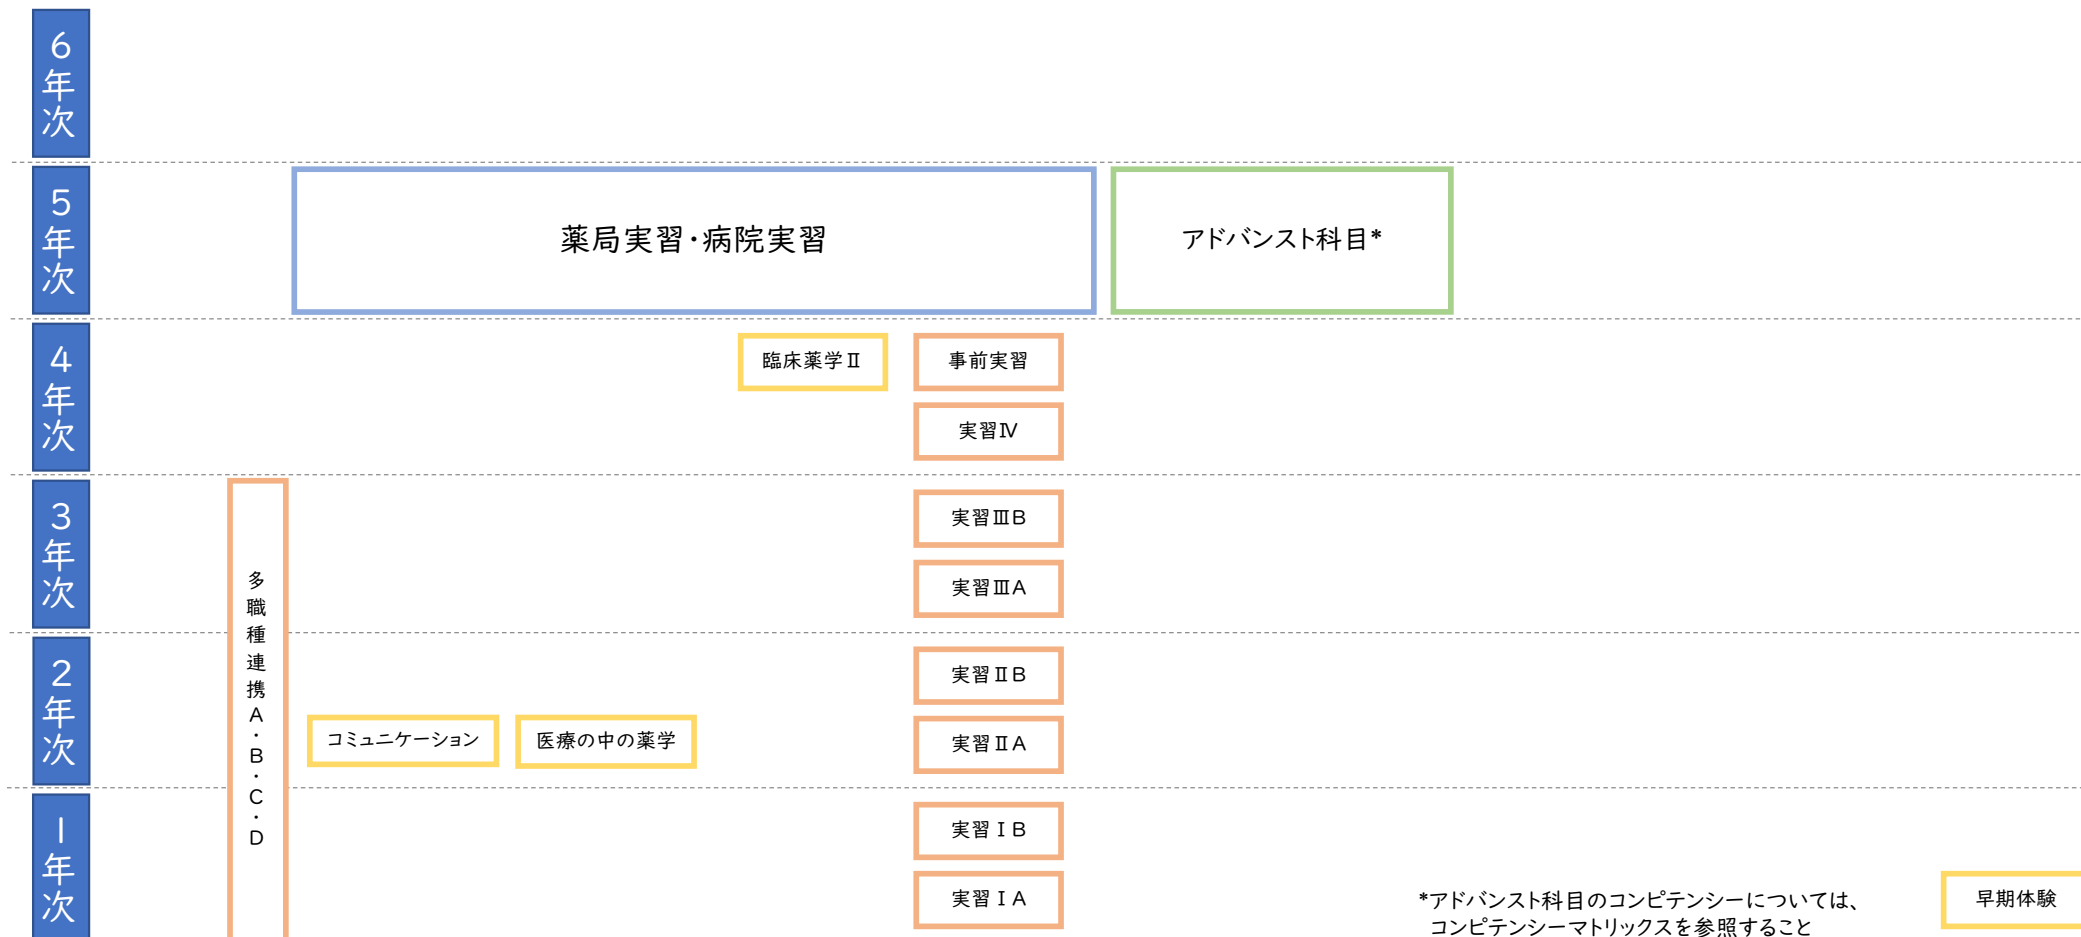 6年次
5年次
薬局実習・病院実習
アドバンスト科目*
4年次
臨床薬学Ⅱ
事前実習
実習Ⅳ
3年次
実習ⅢB
実習ⅢA
多職種連携A・B・C・D
2年次
実習ⅡB
コミュニケーション
医療の中の薬学
実習ⅡA
1年次
実習ⅠB
実習ⅠA
*アドバンスト科目のコンピテンシーについては、
コンピテンシーマトリックスを参照すること
早期体験